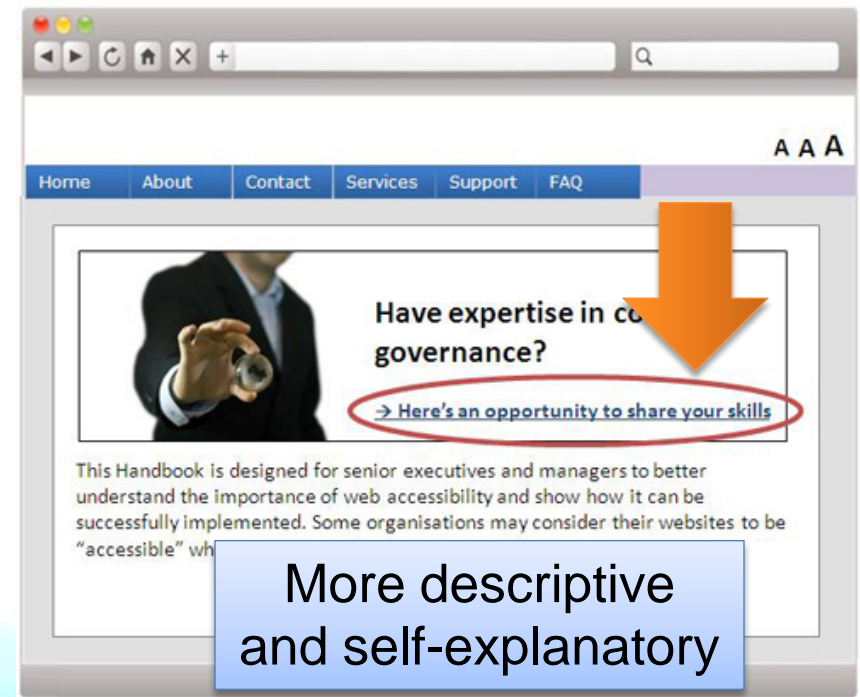 A A A
Home About Contact Services Support FAQ
Have expertise in
governance?
→ Here's an opportunity to share your skills
This Handbook is designed for senior executives and managers to better
understand the importance of web accessibility and show how it can be
successfully implemented. Some organisations may consider their websites to be
“accessible”
More descriptive
and self-explanatory